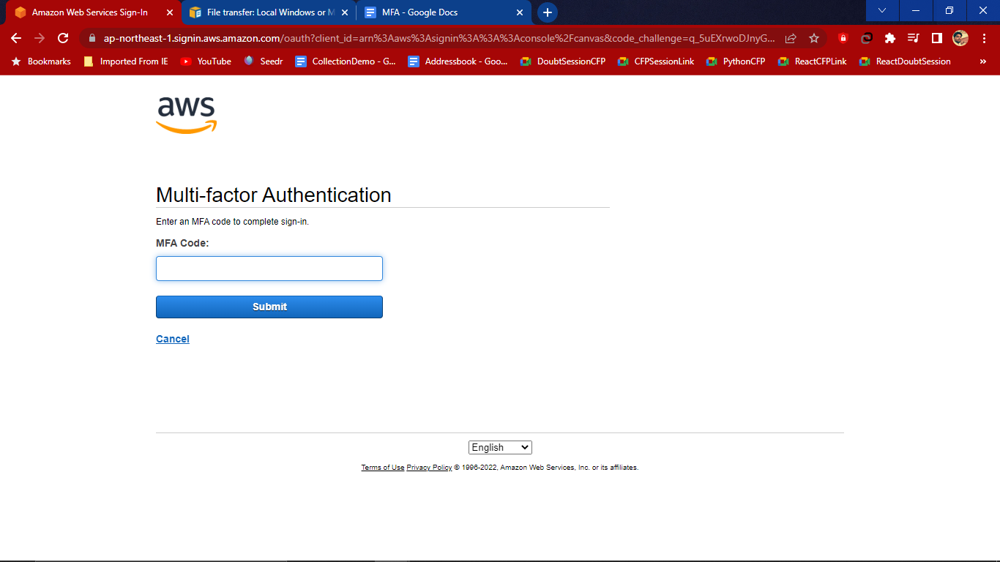 Amazon Web Services Sign-In
File transfer: Local Windows or M
MFA - Google Docs
ap-northeast-1.signin.aws.amazon.com/oauth?client_id=arn%3Aaws%3Asignin%3A%3A%3Aconsole%2Fcanvas&code_challenge=q_5uEXrwoDJnyG...
Bookmarks
Imported From IE
YouTube
Seedr
CollectionDemo - G...
Addressbook - Goo...
DoubtSessionCFP
CFPSessionLink
PythonCFP
ReactCFPLink
ReactDoubtSession
»
aws
Multi-factor Authentication
Enter an MFA code to complete sign-in.
MFA Code:
Submit
Cancel
English
Terms of Use Privacy Policy © 1996-2022, Amazon Web Services, Inc. or its affiliates.